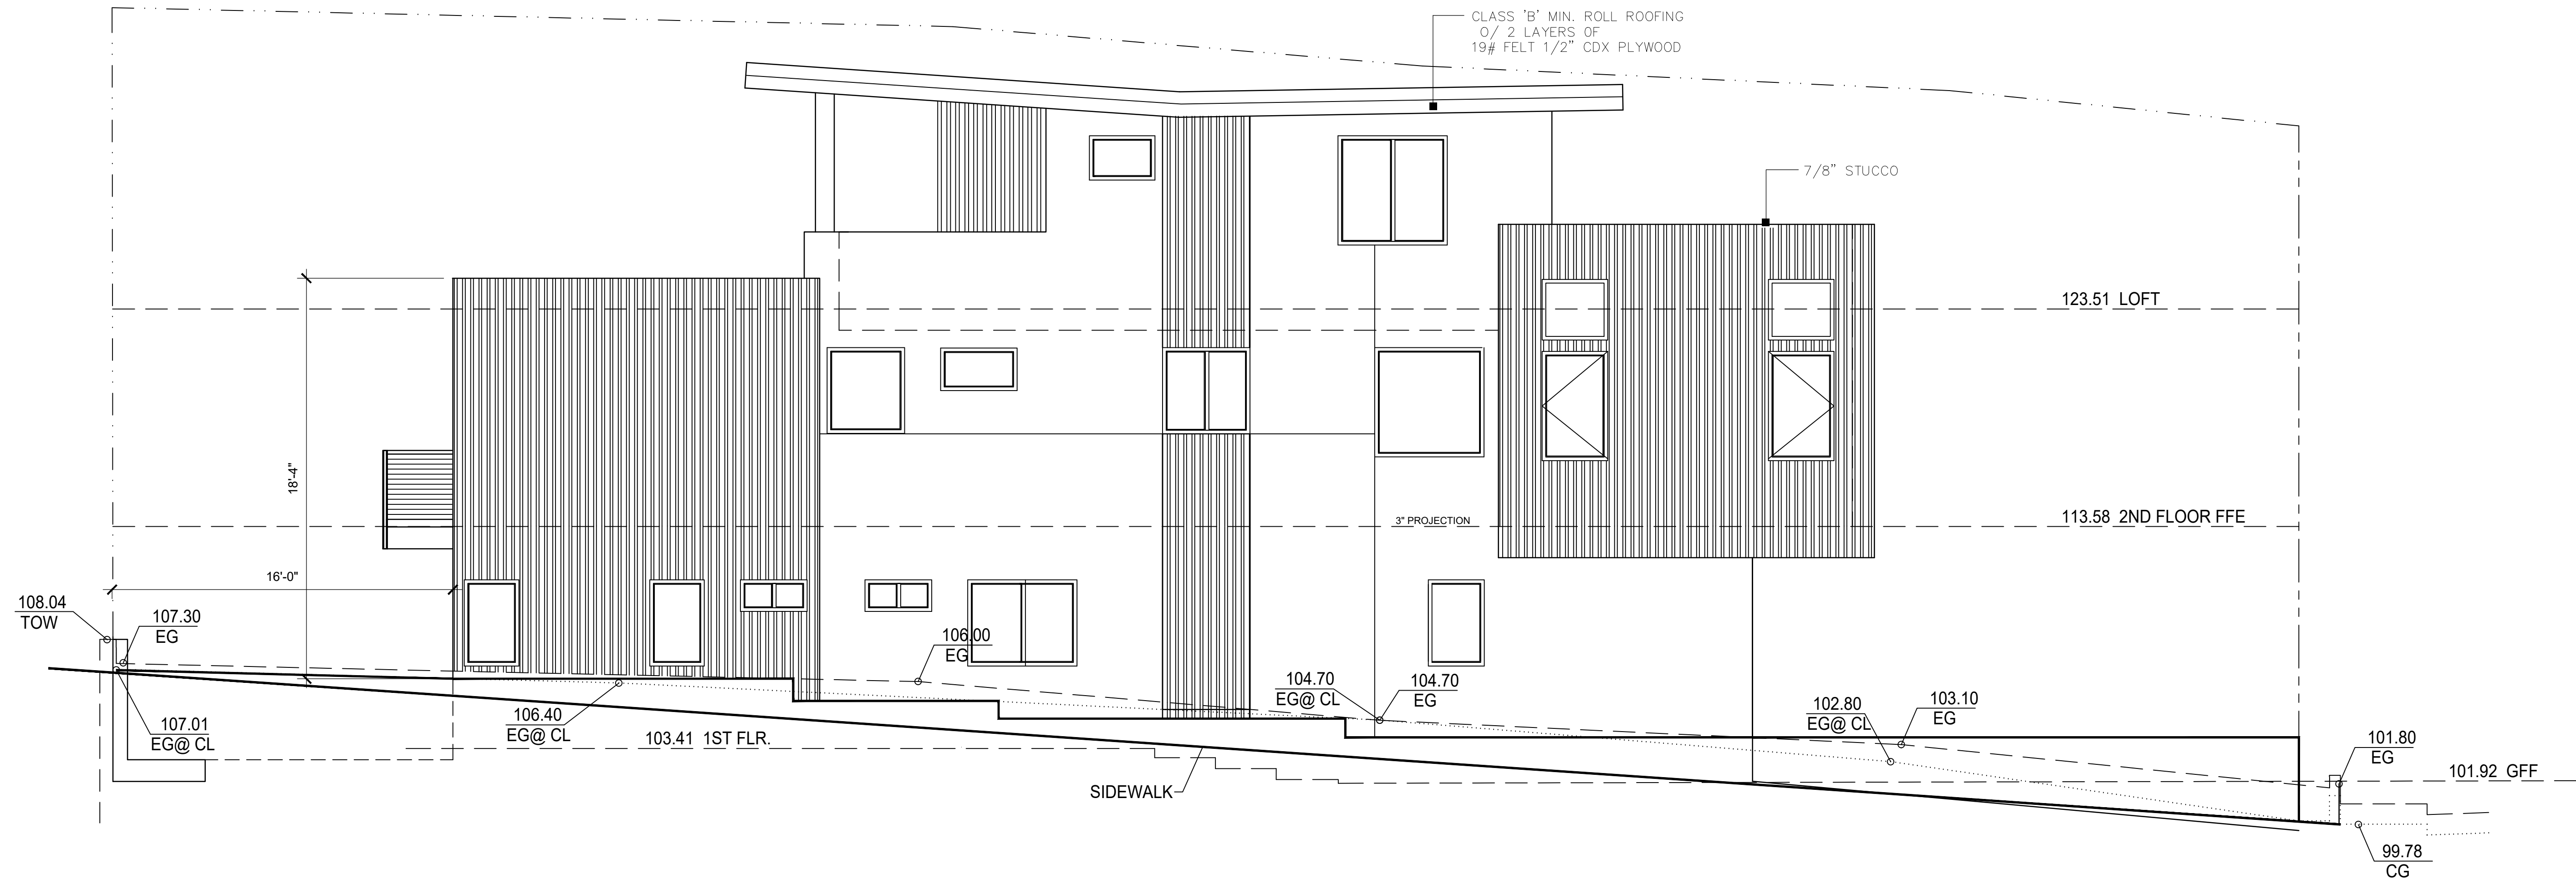 CLASS 'B' MIN. ROLL ROOFING
O/ 2 LAYERS OF
19# FELT 1/2" CDX PLYWOOD
7/8" STUCCO
123.51 LOFT
18'-4"
3" PROJECTION
113.58 2ND FLOOR FFE
16'-0"
108.04
TOW
107.30
EG
106.00
EG
104.70
EG@ CL
104.70
EG
102.80
EG@ CL
103.10
EG
107.01
EG@ CL
106.40
EG@ CL
103.41 1ST FLR.
101.80
EG
101.92 GFF
SIDEWALK
99.78
CG